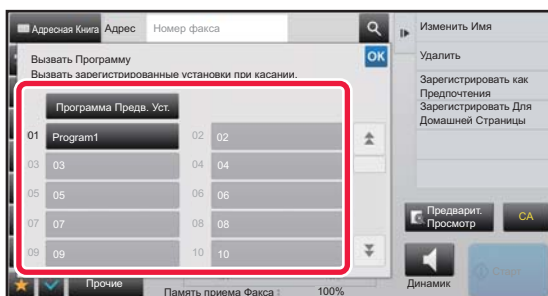 Адресная Книга Адрес Номер факса
Вызвать Программу
Вызвать зарегистрированные установки при касании.
OK
Программа Предв. Уст.
01 Program1 02 02
03 03 04 04
05 05 06 06
07 07 08 08
09 09 10 10
Прочие
Память приема Факса 100%
Изменить Имя
Удалить
Зарегистрировать как
Предпочтения
Зарегистрировать Для
Домашней Страницы
Предварит.
Просмотр
CA
Динамик
Старт